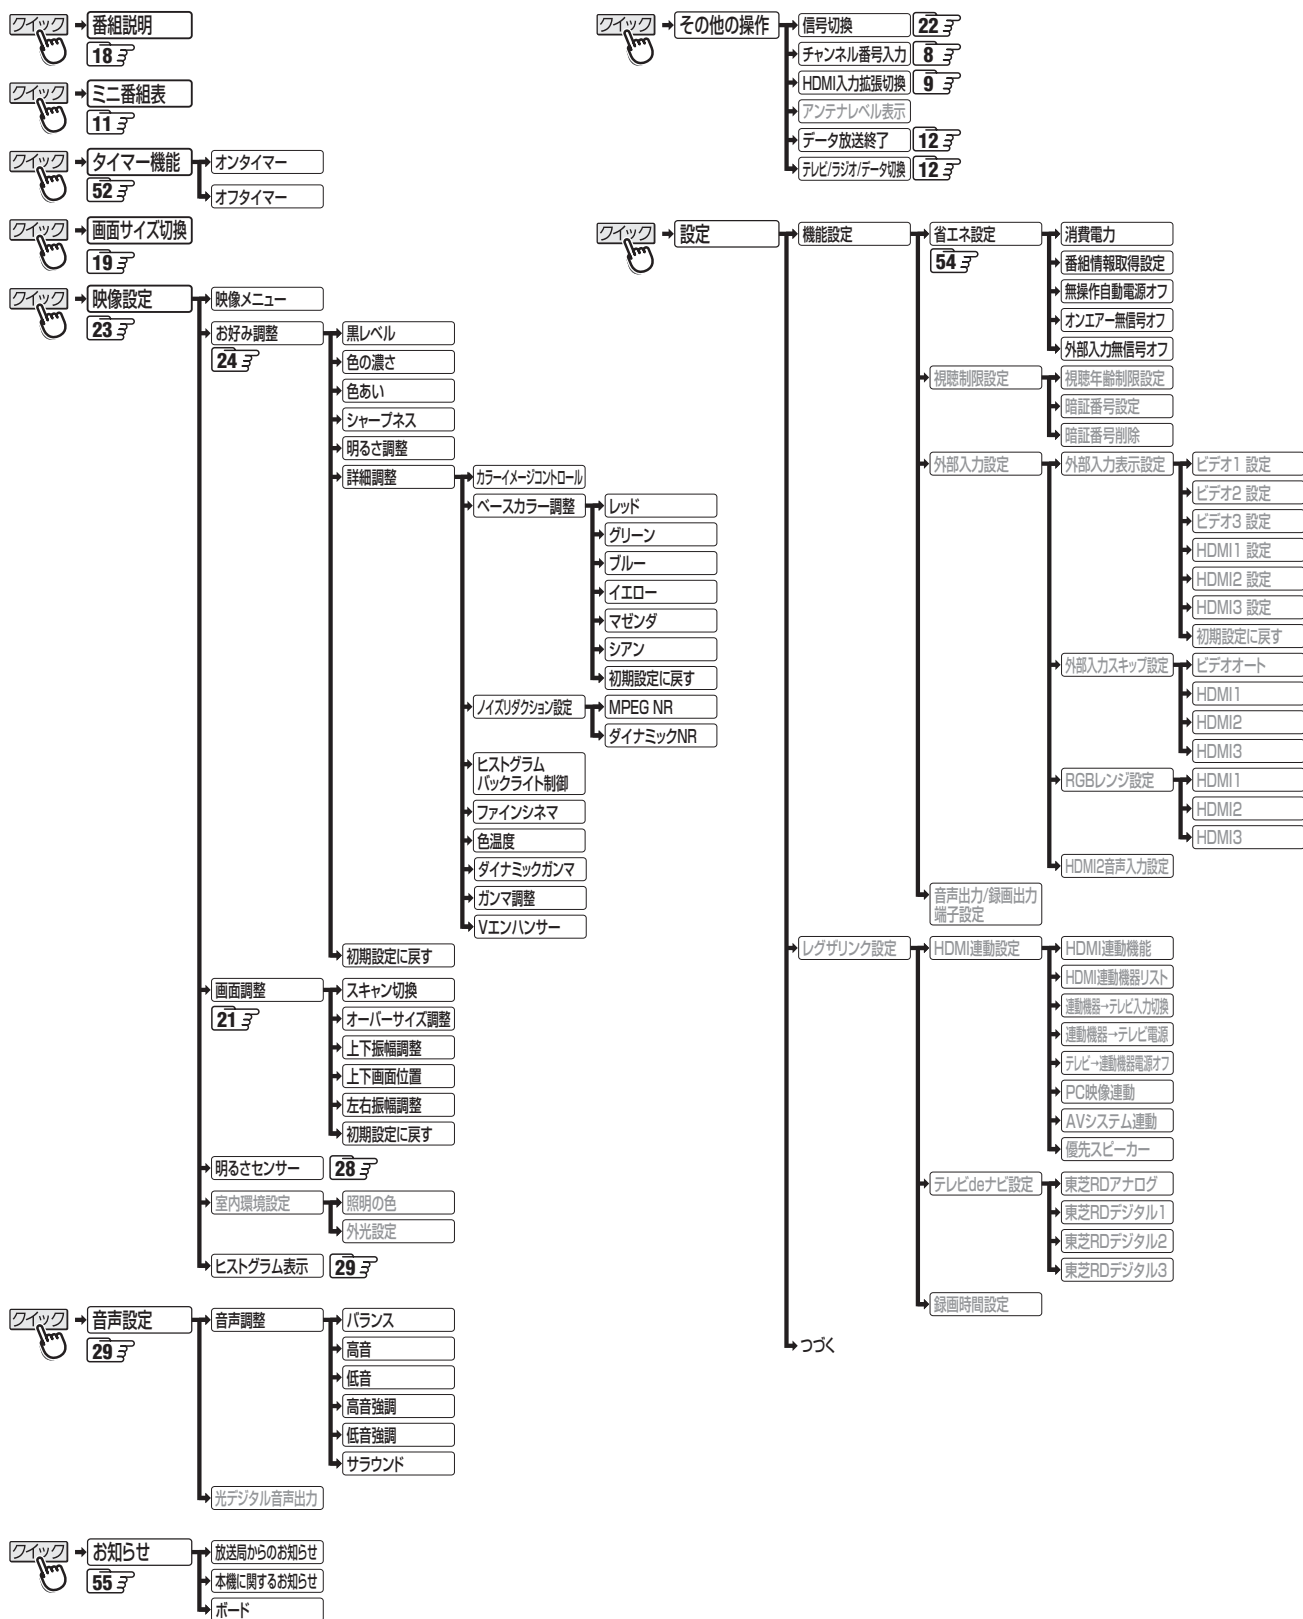 クイック
番組説明
18
クイック
ミニ番組表
11
クイック
タイマー機能
52
オンタイマー
オフタイマー
クイック
画面サイズ切換
19
クイック
映像設定
23
映像メニュー
お好み調整
24
黒レベル
色の濃さ
色あい
シャープネス
明るさ調整
詳細調整
カラーイメージコントロール
ベースカラー調整
レッド
グリーン
ブルー
イエロー
マゼンダ
シアン
初期設定に戻す
ノイズリダクション設定
MPEG NR
ダイナミックNR
ヒストグラム
バックライト制御
ファインシネマ
色温度
ダイナミックガンマ
ガンマ調整
Vエンハンサー
初期設定に戻す
画面調整
21
スキャン切換
オーバーサイズ調整
上下振幅調整
上下画面位置
左右振幅調整
初期設定に戻す
明るさセンサー
28
室内環境設定
照明の色
外光設定
ヒストグラム表示
29
クイック
音声設定
29
音声調整
バランス
高音
低音
高音強調
低音強調
サラウンド
光デジタル音声出力
クイック
お知らせ
55
放送局からのお知らせ
本機に関するお知らせ
ボード
クイック
その他の操作
信号切換
22
チャンネル番号入力
8
HDMI入力拡張切換
9
アンテナレベル表示
データ放送終了
12
テレビ/ラジオ/データ切換
12
クイック
設定
機能設定
省エネ設定
54
消費電力
番組情報取得設定
無操作自動電源オフ
オンエアー無信号オフ
外部入力無信号オフ
視聴制限設定
視聴年齢制限設定
暗証番号設定
暗証番号削除
外部入力設定
外部入力表示設定
ビデオ1 設定
ビデオ2 設定
ビデオ3 設定
HDMI1 設定
HDMI2 設定
HDMI3 設定
初期設定に戻す
外部入力スキップ設定
ビデオオート
HDMI1
HDMI2
HDMI3
RGBレンジ設定
HDMI1
HDMI2
HDMI3
HDMI2音声入力設定
音声出力/録画出力
端子設定
レグザリンク設定
HDMI連動設定
HDMI連動機能
HDMI連動機器リスト
連動機器→テレビ入力切換
連動機器→テレビ電源
テレビ→連動機器電源オフ
PC映像連動
AVシステム連動
優先スピーカー
テレビdeナビ設定
東芝RDアナログ
東芝RDデジタル1
東芝RDデジタル2
東芝RDデジタル3
録画時間設定
つづく